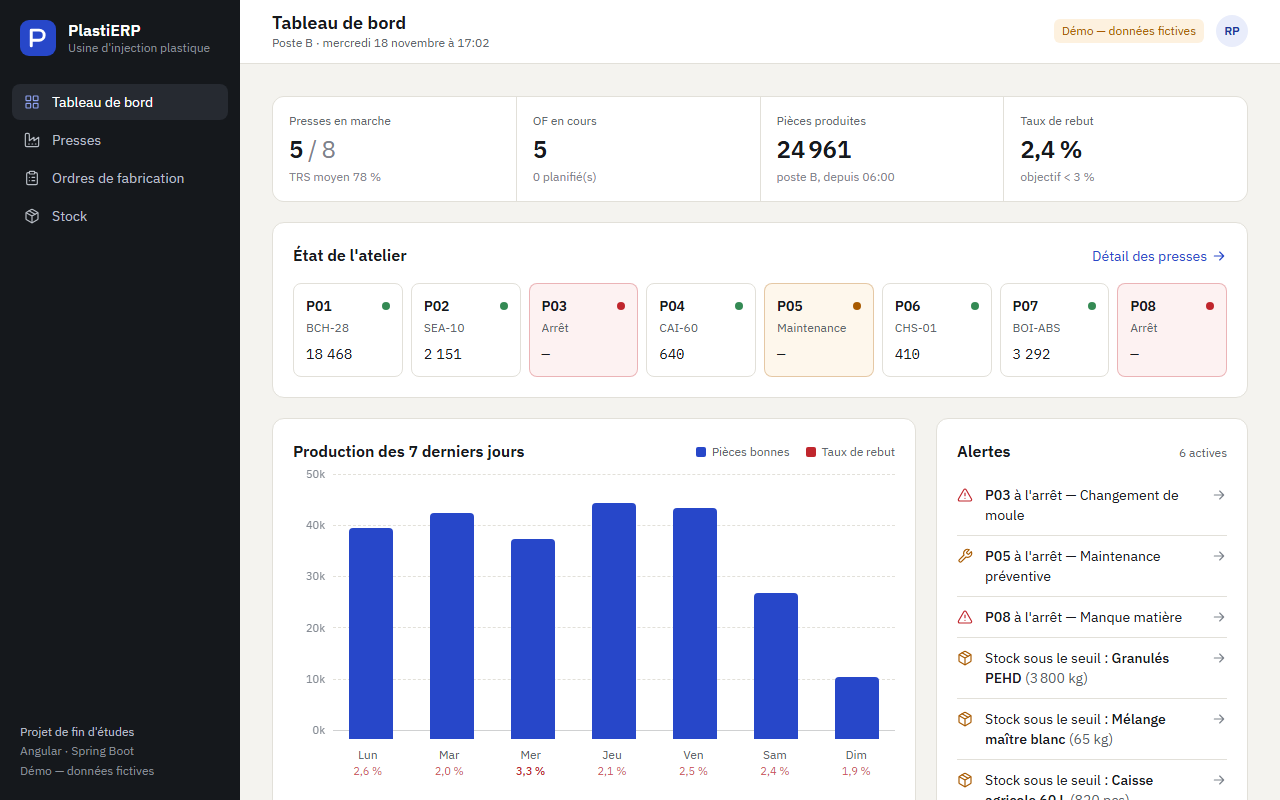 PlastiERP
Usine d'injection plastique
Tableau de bord
Presses
Ordres de fabrication
Stock
Projet de fin d'études
Angular · Spring Boot
Démo — données fictives
Tableau de bord
Poste B · mercredi 18 novembre à 17:02
Démo — données fictives
RP
Presses en marche
5 / 8
TRS moyen 78 %
OF en cours
5
0 planifié(s)
Pièces produites
24 961
poste B, depuis 06:00
Taux de rebut
2,4 %
objectif < 3 %
État de l'atelier
Détail des presses →
P01
BCH-28
18 468
P02
SEA-10
2 151
P03
Arrêt
—
P04
CAI-60
640
P05
Maintenance
—
P06
CHS-01
410
P07
BOI-ABS
3 292
P08
Arrêt
—
Production des 7 derniers jours
Pièces bonnes
Taux de rebut
50k
40k
30k
20k
10k
0k
Lun Mar Mer Jeu Ven Sam Dim
2,6 % 2,0 % 3,3 % 2,1 % 2,5 % 2,4 % 1,9 %
Alertes
6 actives
P03 à l'arrêt — Changement de
moule
P05 à l'arrêt — Maintenance
préventive
P08 à l'arrêt — Manque matière
Stock sous le seuil : Granulés
PEHD (3 800 kg)
Stock sous le seuil : Mélange
maître blanc (65 kg)
Stock sous le seuil : Caisse
agricole 60 L (820 pcs)